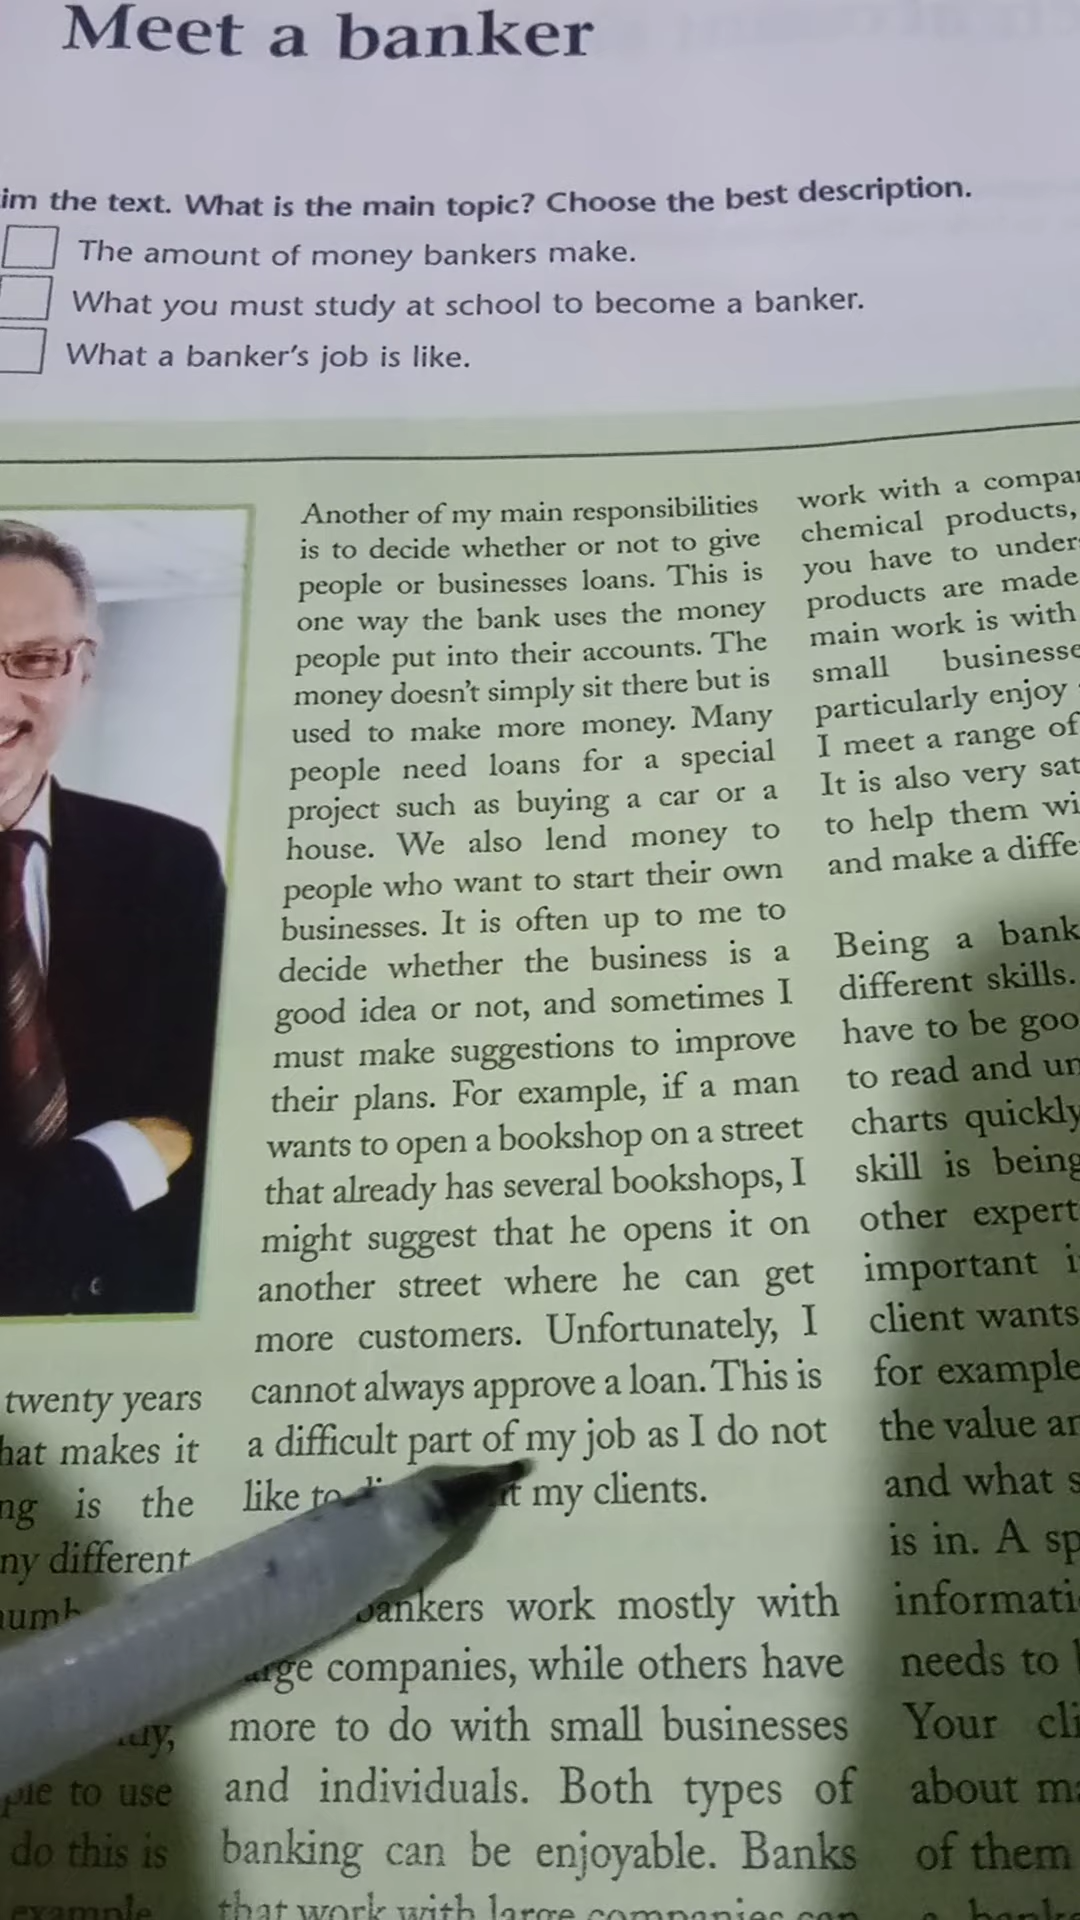 Meet a banker
im the text. What is the main topic? Choose the best description.
The amount of money bankers make.
What you must study at school to become a banker.
What a banker's job is like.
twenty years
hat makes it
ng is the
ny different
ple to use
do this is
example
Another of my main responsibilities
is to decide whether or not to give
people or businesses loans. This is
one way the bank uses the money
people put into their accounts. The
money doesn't simply sit there but is
used to make more money. Many
people need loans for a special
project such as buying a car or a
house. We also lend money to
people who want to start their own
businesses. It is often up to me to
decide whether the business is a
good idea or not, and sometimes I
must make suggestions to improve
their plans. For example, if a man
wants to open a bookshop on a street
that already has several bookshops, I
might suggest that he opens it on
another street where he can get
more customers. Unfortunately, I
cannot always approve a loan. This is
a difficult part of my job as I do not
like to my clients.
bankers work mostly with
arge companies, while others have
more to do with small businesses
and individuals. Both types of
banking can be enjoyable. Banks
that work with large companies can
work with a compan
chemical products,
you have to under
products are made
main work is with
small businesse
particularly enjoy
I meet a range of
It is also very sat
to help them wi
and make a diffe
Being a bank
different skills.
have to be goo
to read and un
charts quickly
skill is being
other expert
important i
client wants
for example
the value an
and what s
is in. A sp
informati
needs to
Your cli
about ma
of them
a bank